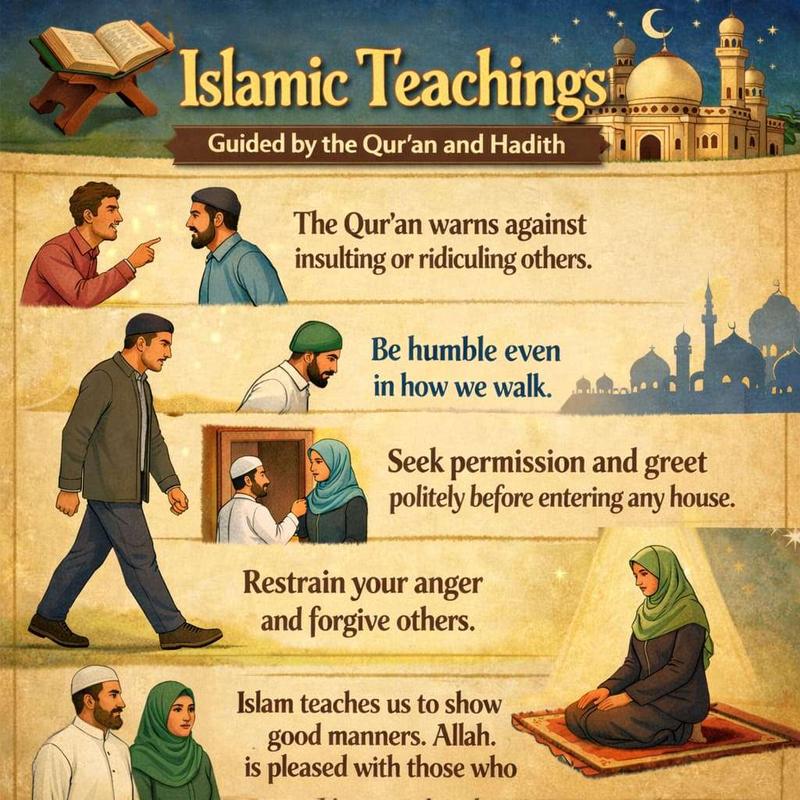 Islamic Teachings
Guided by the Qur'an and Hadith
The Qur'an warns against
insulting or ridiculing others.
Be humble even
in how we walk.
Seek permission and greet
politely before entering any house.
Restrain your anger
and forgive others.
Islam teaches us to show
good manners. Allah.
is pleased with those who